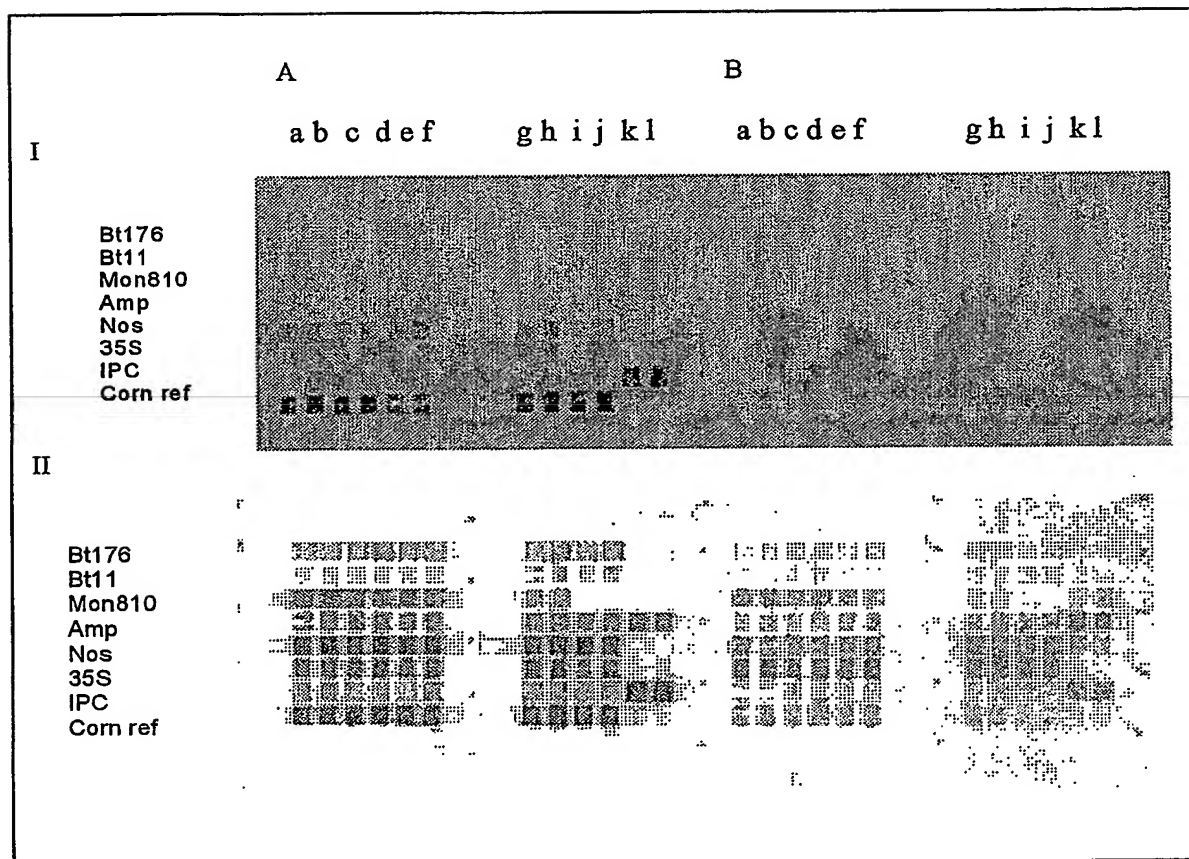 A B
a b c d e f g h i j k l a b c d e f g h i j k l
I
Bt176
Bt11
Mon810
Amp
Nos
35S
IPC
Corn ref
II
Bt176
Bt11
Mon810
Amp
Nos
35S
IPC
Corn ref